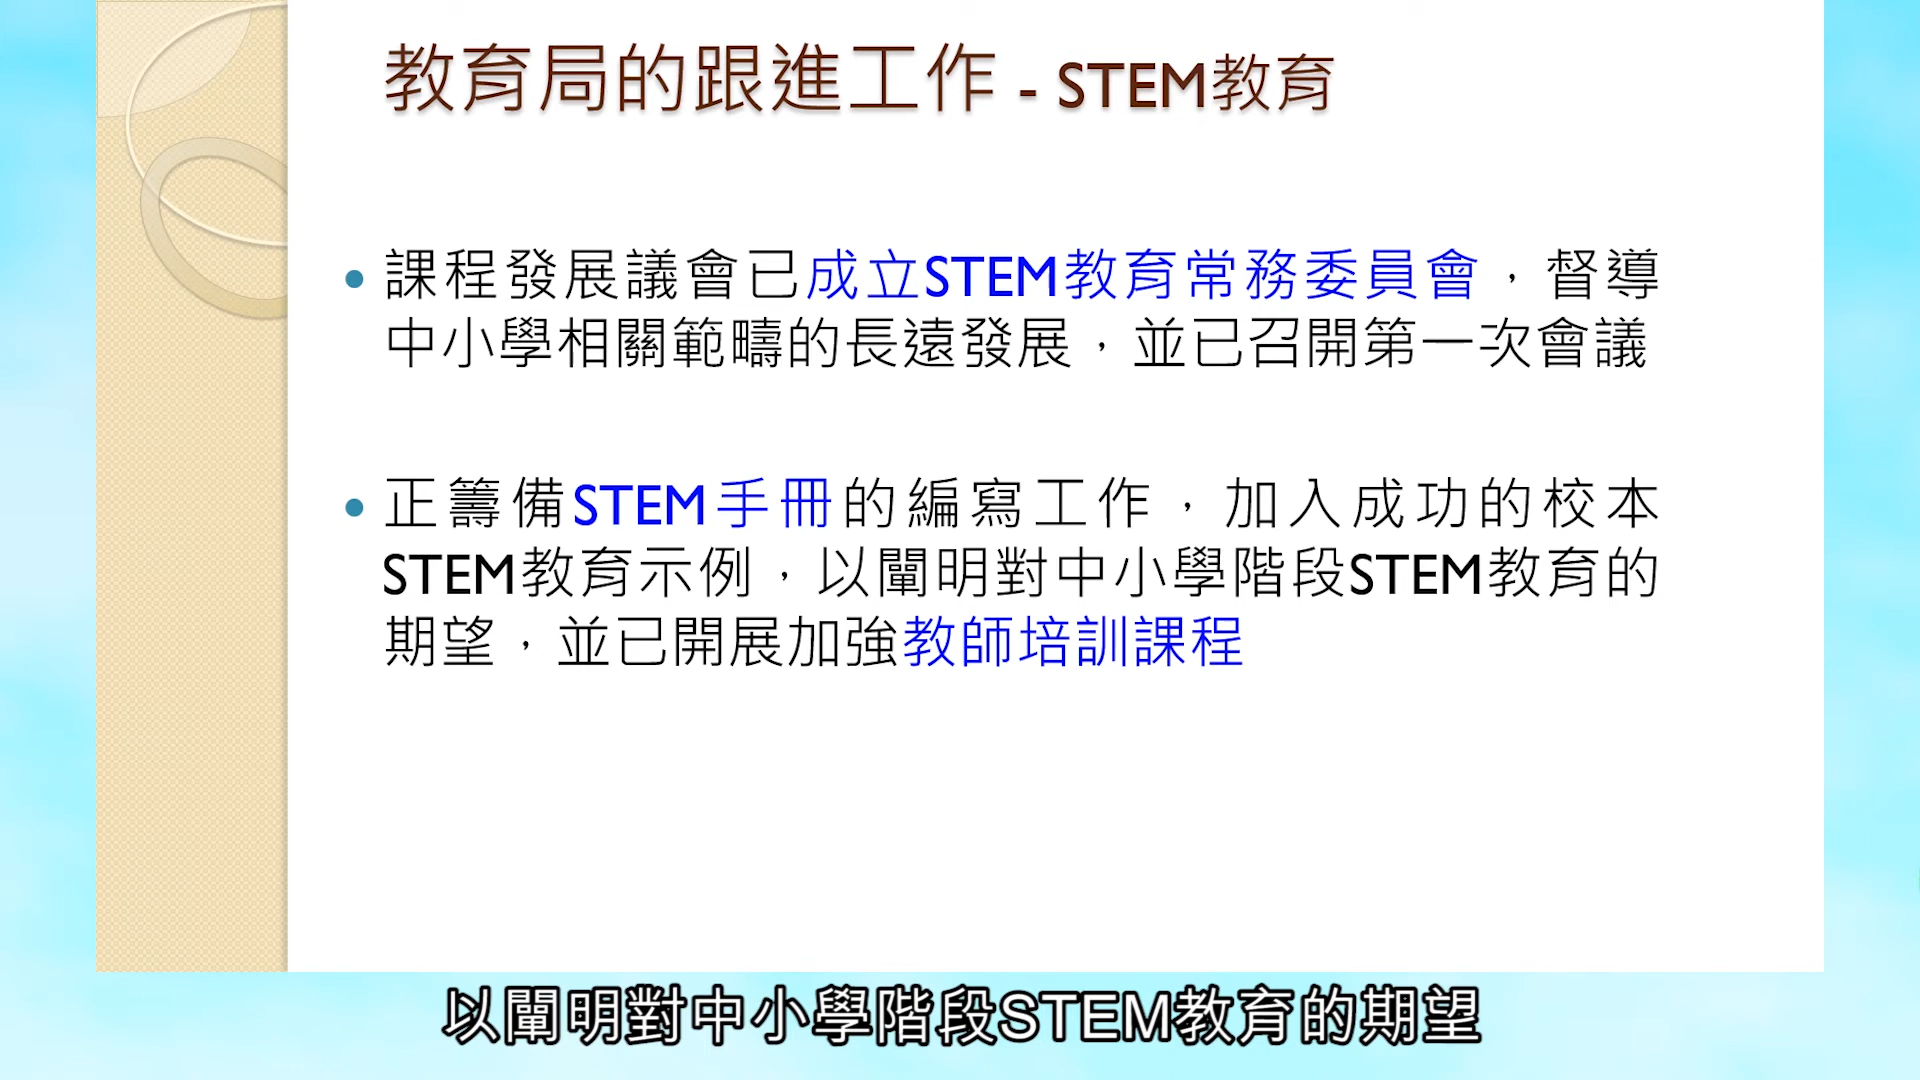 教育局的跟進工作 - STEM教育
課程發展議會已成立STEM教育常務委員會，督導
中小學相關範疇的長遠發展，並已召開第一次會議
正籌備STEM手冊的編寫工作，加入成功的校本
STEM教育示例，以闡明對中小學階段STEM教育的
期望，並已開展加強教師培訓課程
以闡明對中小學階段STEM教育的期望